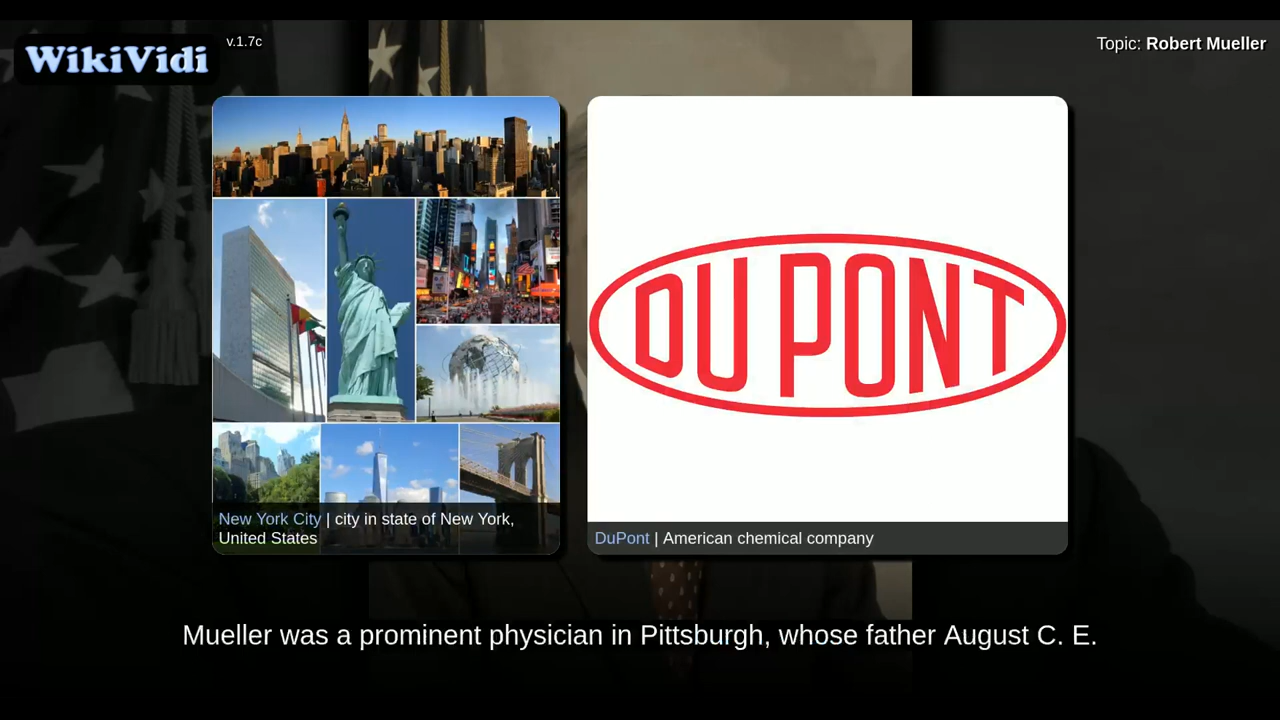 WikiVidi
v.1.7c
Topic: Robert Mueller
DU PONT
New York City | city in state of New York,
United States
DuPont | American chemical company
Mueller was a prominent physician in Pittsburgh, whose father August C. E.